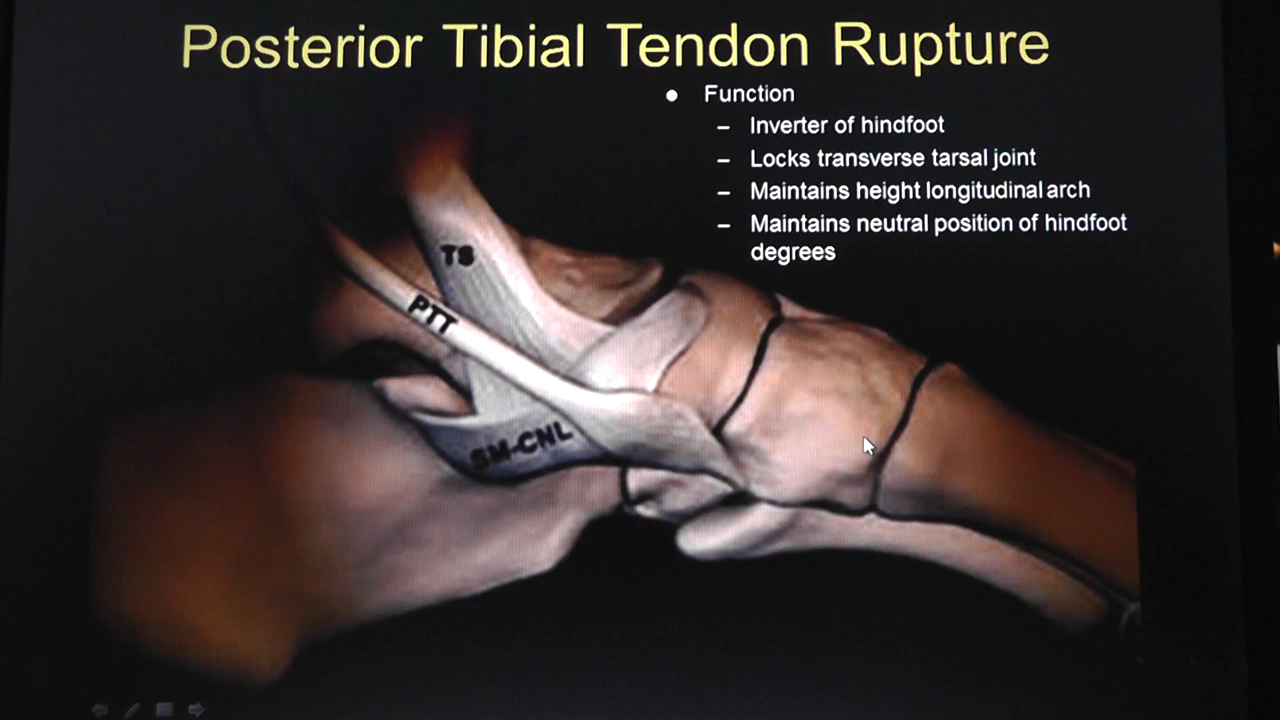 Posterior Tibial Tendon Rupture
● Function
– Inverter of hindfoot
– Locks transverse tarsal joint
– Maintains height longitudinal arch
– Maintains neutral position of hindfoot
degrees
TS
PTT
SM-CNL